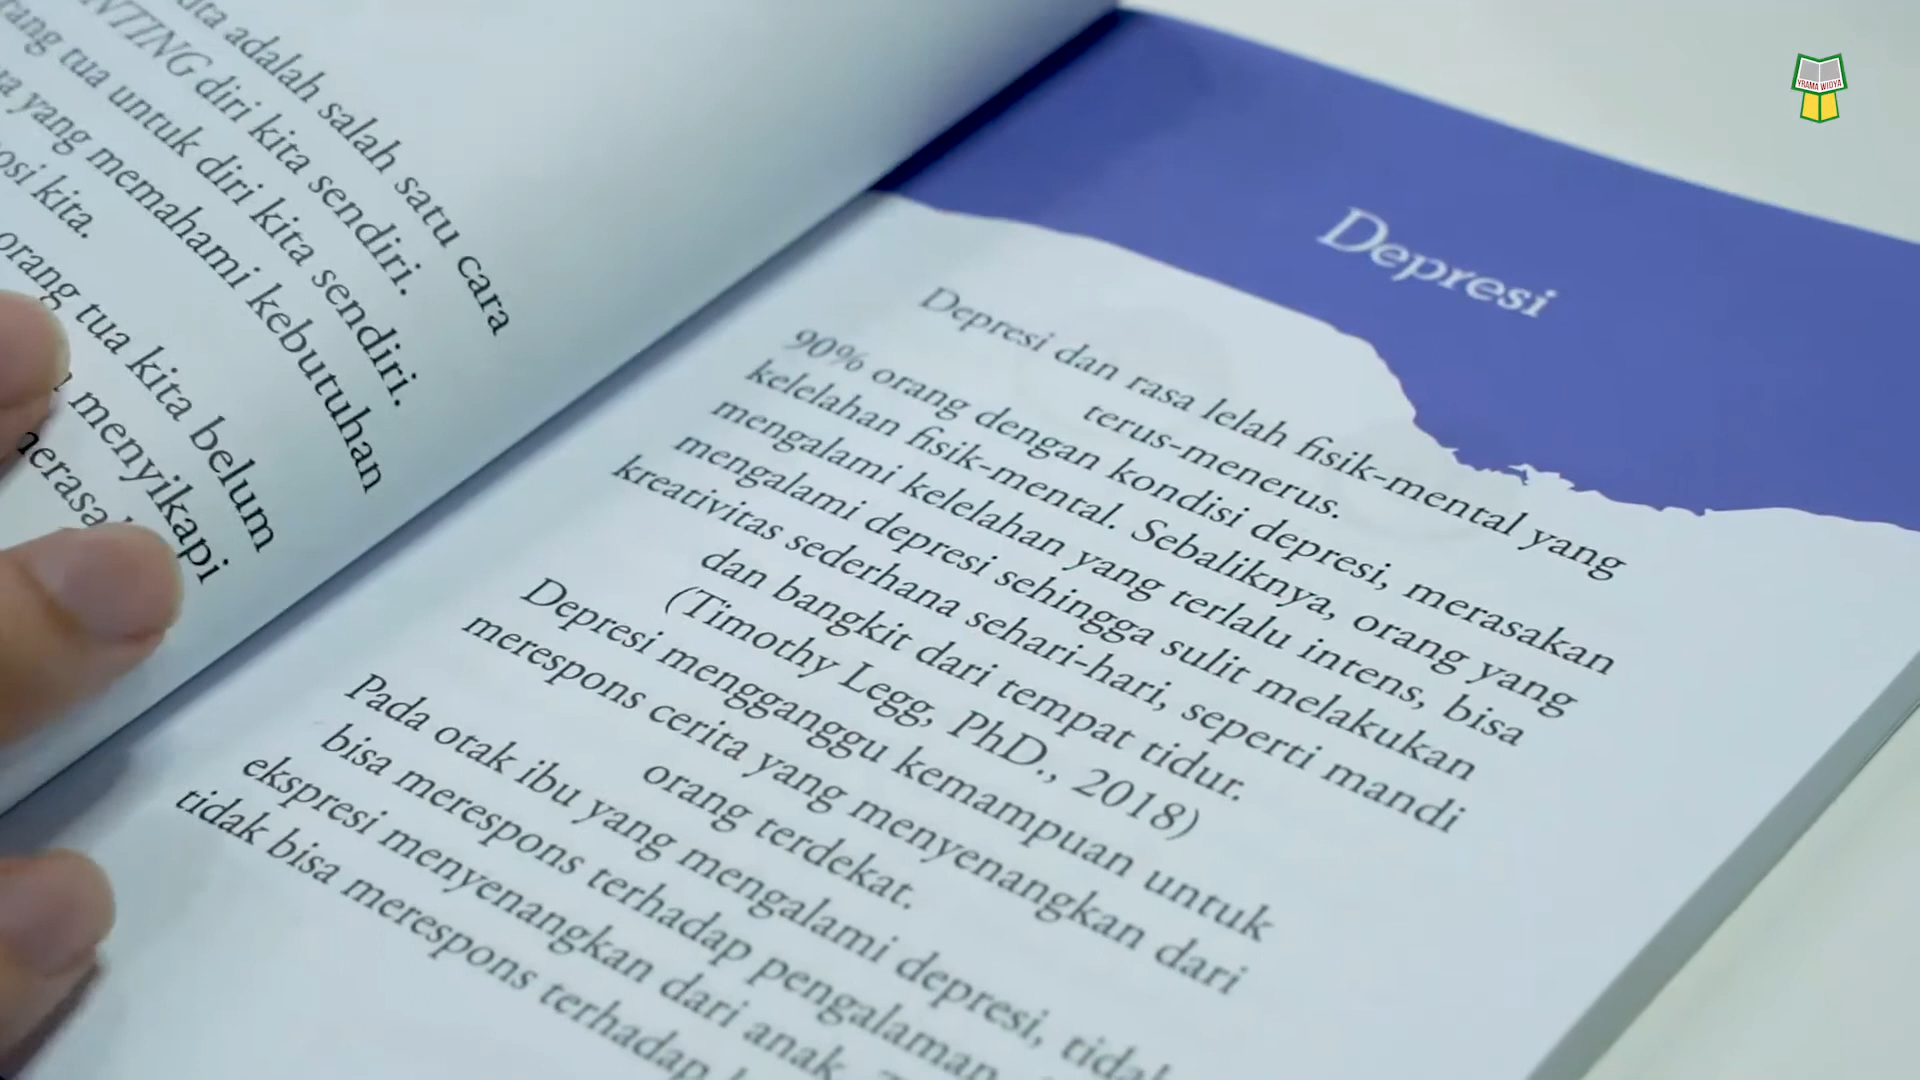 adalah salah satu cara
diri kita sendiri.
tua untuk diri kita sendiri.
yang memahami kebutuhan
kita.
orang tua kita belum
menyikapi
Depresi
Depresi dan rasa lelah fisik-mental yang
terus-menerus.
90% orang dengan kondisi depresi, merasakan
kelelahan fisik-mental. Sebaliknya, orang yang
mengalami kelelahan yang terlalu intens, bisa
mengalami depresi sehingga sulit melakukan
kreativitas sederhana sehari-hari, seperti mandi
dan bangkit dari tempat tidur.
(Timothy Legg, PhD., 2018)
Depresi mengganggu kemampuan untuk
merespons cerita yang menyenangkan dari
orang terdekat.
Pada otak ibu yang mengalami depresi, tidak
bisa merespons terhadap pengalaman
ekspresi menyenangkan dari anak.
tidak bisa merespons terhadap
YRAMA WIDYA